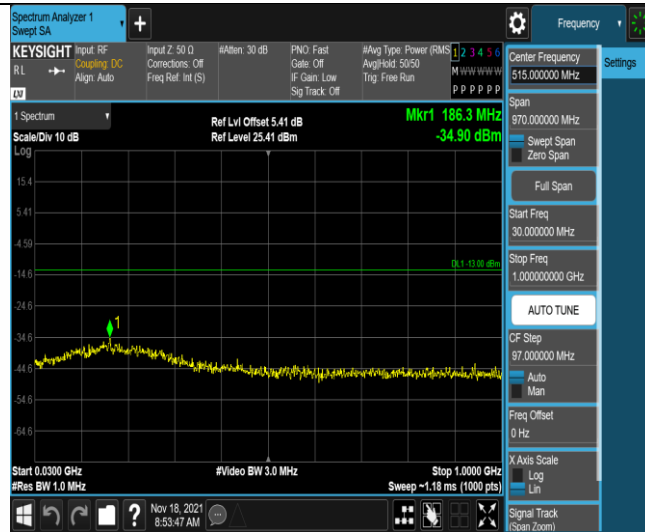 Spectrum Analyzer 1
Swept SA
+
Frequency
KEYSIGHT
RL
LXI
Input: RF
Coupling: DC
Align: Auto
Input Z: 50 Ω
Corrections: Off
Freq Ref: Int (S)
#Atten: 30 dB
PNO: Fast
Gate: Off
IF Gain: Low
Sig Track: Off
#Avg Type: Power (RMS
Avg|Hold: 50/50
Trig: Free Run
1 2 3 4 5 6
M W W W W W
P P P P P P
1 Spectrum
Scale/Div 10 dB
Ref Lvl Offset 5.41 dB
Ref Level 25.41 dBm
Mkr1 186.3 MHz
-34.90 dBm
Log
15.4
5.41
-4.59
-14.6
-24.6
-34.6
-44.6
-54.6
-64.6
DL1 -13.00 dBm
1
Start 0.0300 GHz
#Res BW 1.0 MHz
#Video BW 3.0 MHz
Stop 1.0000 GHz
Sweep ~1.18 ms (1000 pts)
Nov 18, 2021
8:53:47 AM
?
Center Frequency
515.000000 MHz
Settings
Span
970.000000 MHz
Swept Span
Zero Span
Full Span
Start Freq
30.000000 MHz
Stop Freq
1.000000000 GHz
AUTO TUNE
CF Step
97.000000 MHz
Auto
Man
Freq Offset
0 Hz
X Axis Scale
Log
Lin
Signal Track
(Span Zoom)